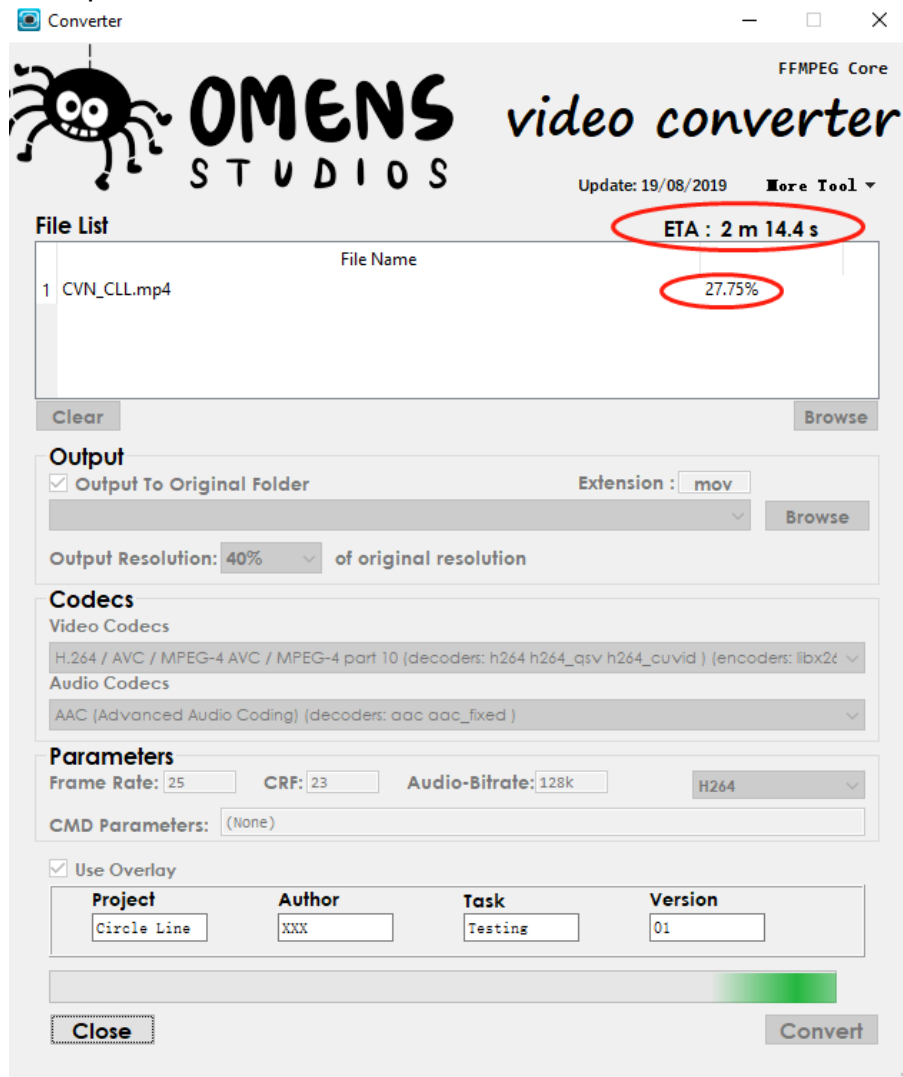 Converter
FFMPEG Core
OMENS
STUDIOS
video converter
Update: 19/08/2019 More Tool
File List
ETA : 2 m 14.4 s
File Name
1 CVN_CLL.mp4 27.75%
Clear Browse
Output
Output To Original Folder Extension : mov
Browse
Output Resolution: 40% of original resolution
Codecs
Video Codecs
H.264 / AVC / MPEG-4 AVC / MPEG-4 part 10 (decoders: h264 h264_qsv h264_cuvid ) (encoders: libx26
Audio Codecs
AAC (Advanced Audio Coding) (decoders: aac aac_fixed )
Parameters
Frame Rate: 25 CRF: 23 Audio-Bitrate: 128k H264
CMD Parameters: (None)
Use Overlay
Project Author Task Version
Circle Line XXX Testing 01
Close Convert